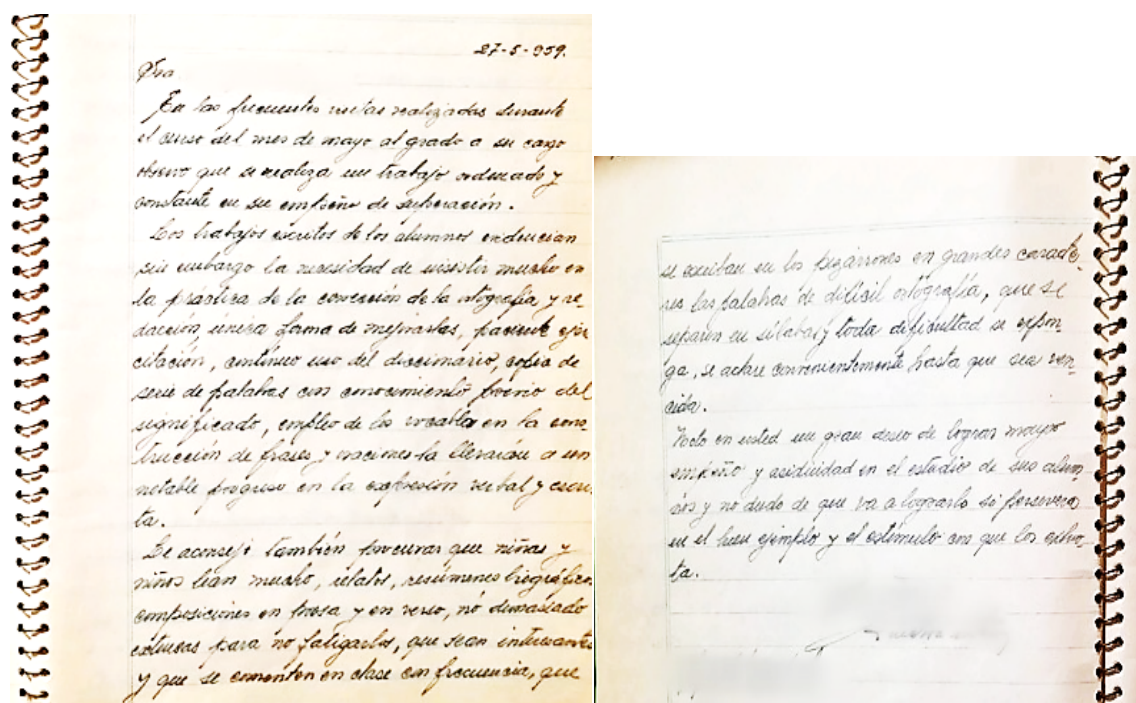 27-5-959.
Sra
En las frecuentes visitas realizadas durante
el curso del mes de mayo al grado a su cargo
observo que se realiza un trabajo ordenado y
constante en su empeño de superación.
Los trabajos escritos de los alumnos evidencian
sin embargo la necesidad de insistir mucho en
la práctica de la corrección de la ortografía y re-
dacción, única forma de mejorarlas, paciente ejer
citación, continuo uso del diccionario, copia de
serie de palabras con conocimiento previo del
significado, empleo de los vocablos en la cons-
trucción de frases y oraciones la llevarían a un
notable progreso en la expresión verbal y escri-
ta.
Le aconsejo también procurar que niñas y
niños lean mucho, relatos, resúmenes biográficos
composiciones en prosa y en verso, no demasiado
extensas para no fatigarlos, que sean interesantes
y que se comenten en clase con frecuencia, que
se escriban en los pizarrones en grandes caracté-
res las palabras de dificil ortografía, que se
separen en sílabas y toda dificultad se expon-
ga, se aclare convenientemente hasta que sea ven-
cida.
Noto en usted un gran deseo de lograr mayor
empeño y asiduidad en el estudio de sus alum-
nos y no dudo de que va a lograrlo si persevera
en el buen ejemplo y el estímulo con que los exhor-
ta.